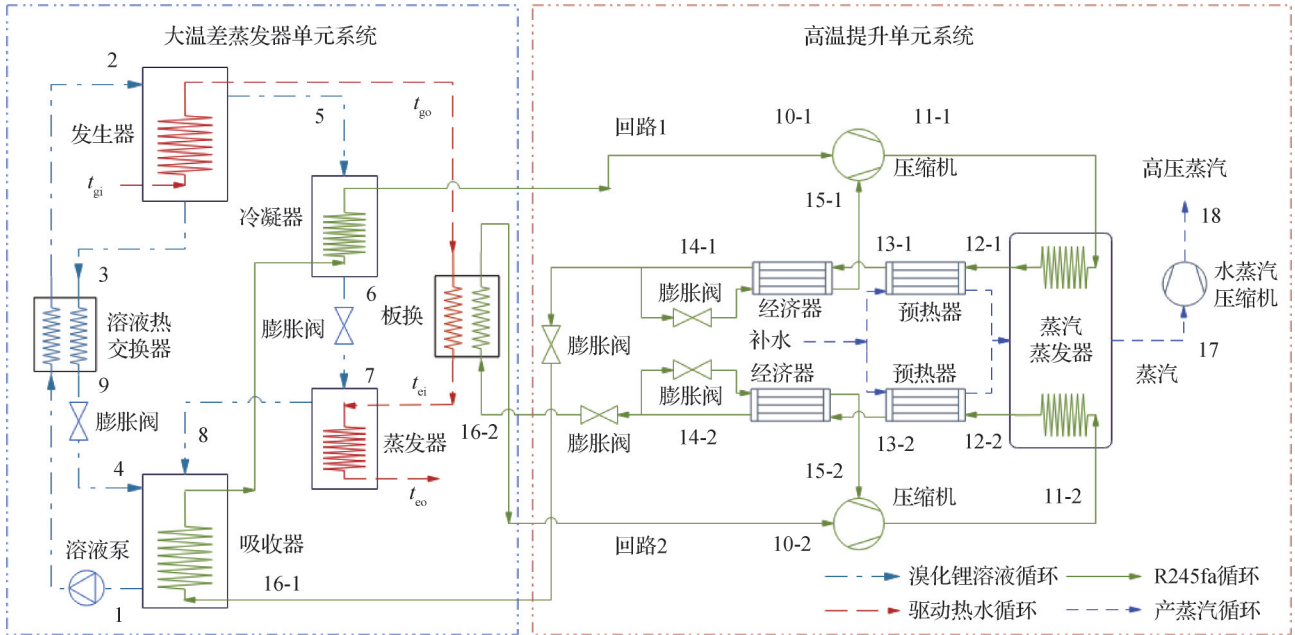 大温差蒸发器单元系统
高温提升单元系统
2
发生器
t_gi
5
t_go
冷凝器
3
溶液热
交换器
9
膨胀阀
4
6
膨胀阀
7
板换
t_ei
8
蒸发器
t_eo
溶液泵
1
吸收器
16-1
16-2
回路1
10-1
11-1
压缩机
15-1
14-1
13-1
12-1
膨胀阀
经济器
预热器
膨胀阀
补水
蒸汽
蒸发器
高压蒸汽
18
水蒸汽
压缩机
17
蒸汽
膨胀阀
经济器
预热器
膨胀阀
14-2
13-2
12-2
15-2
11-2
压缩机
回路2
10-2
溴化锂溶液循环
R245fa循环
驱动热水循环
产蒸汽循环